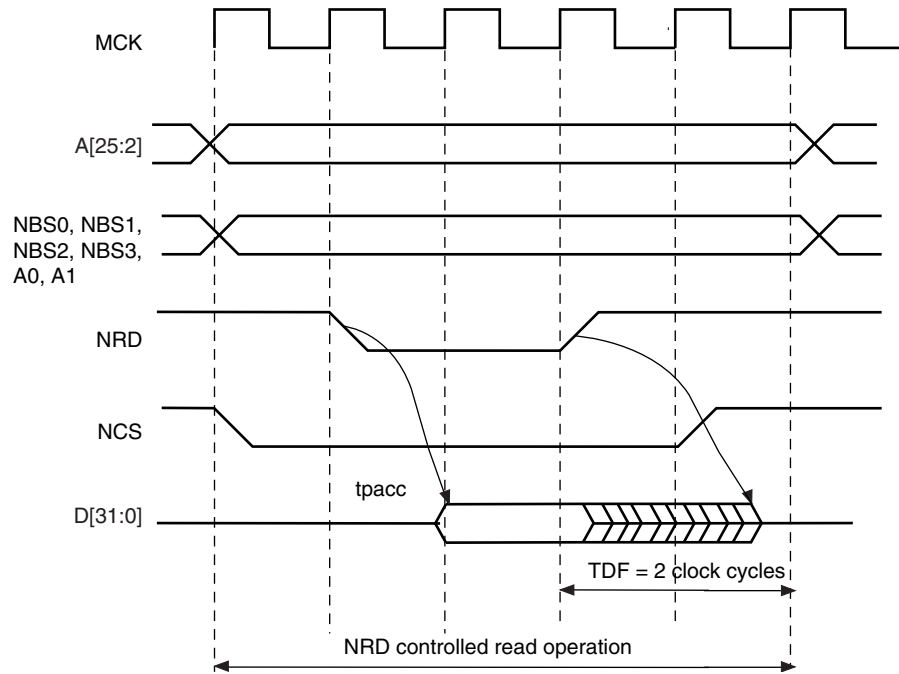 MCK
A[25:2]
NBS0, NBS1,
NBS2, NBS3,
A0, A1
NRD
NCS
tpacc
D[31:0]
TDF = 2 clock cycles
NRD controlled read operation